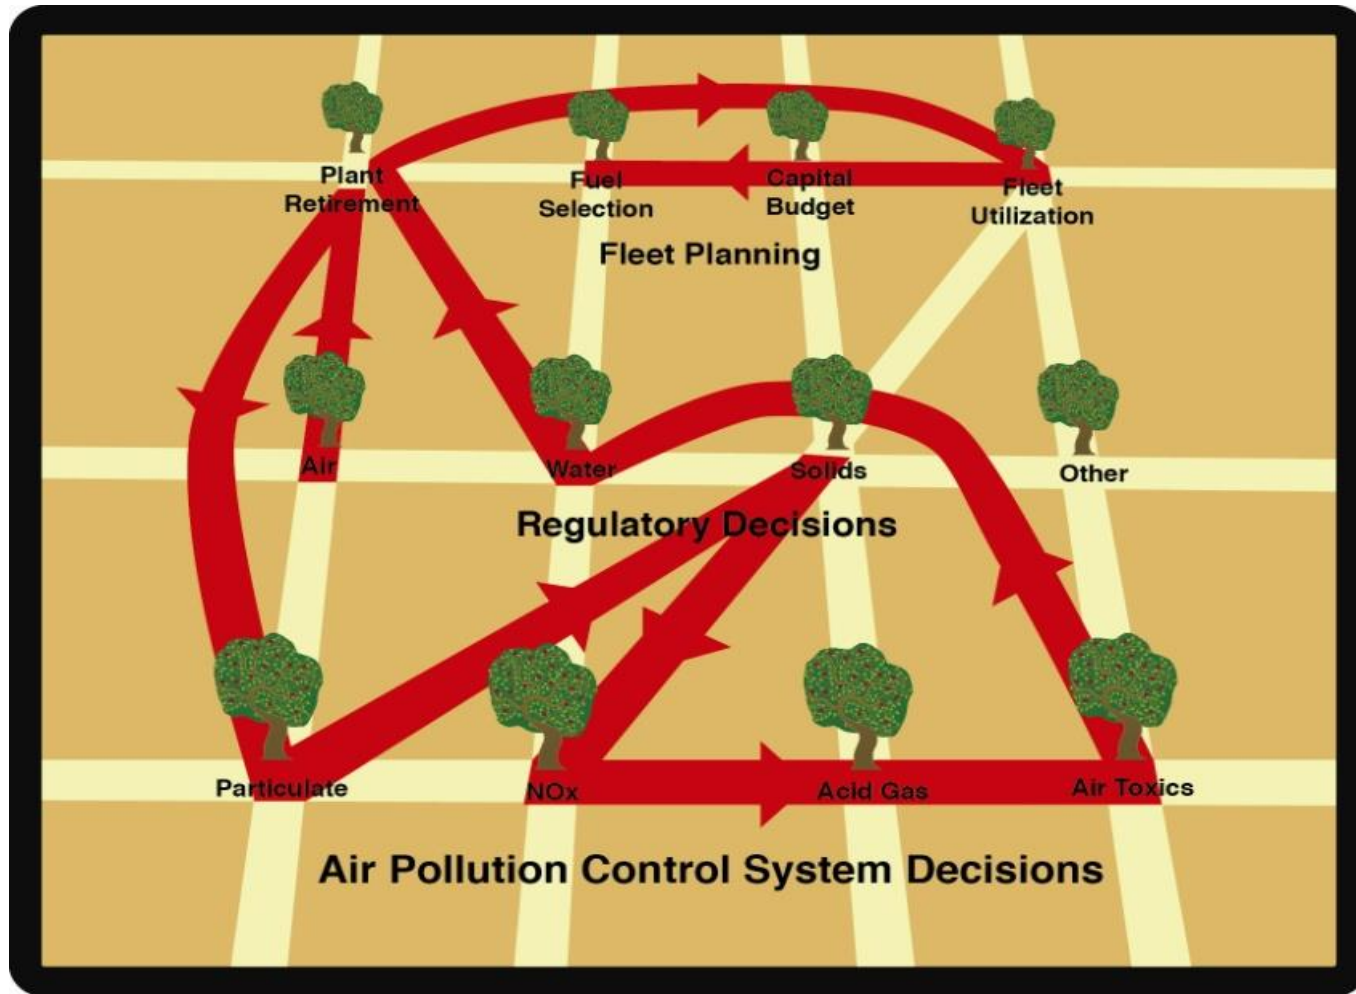 Plant
Retirement
Fuel
Selection
Capital
Budget
Fleet
Utilization
Fleet Planning
Air
Water
Solids
Other
Regulatory Decisions
Particulate
NOx
Acid Gas
Air Toxics
Air Pollution Control System Decisions